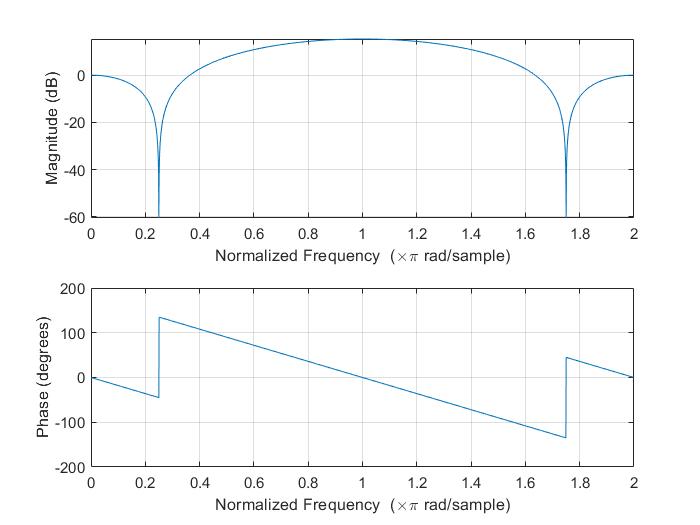 0
-20
-40
-60
Magnitude (dB)
0 0.2 0.4 0.6 0.8 1 1.2 1.4 1.6 1.8 2
Normalized Frequency (×π rad/sample)
200
100
0
-100
-200
Phase (degrees)
0 0.2 0.4 0.6 0.8 1 1.2 1.4 1.6 1.8 2
Normalized Frequency (×π rad/sample)